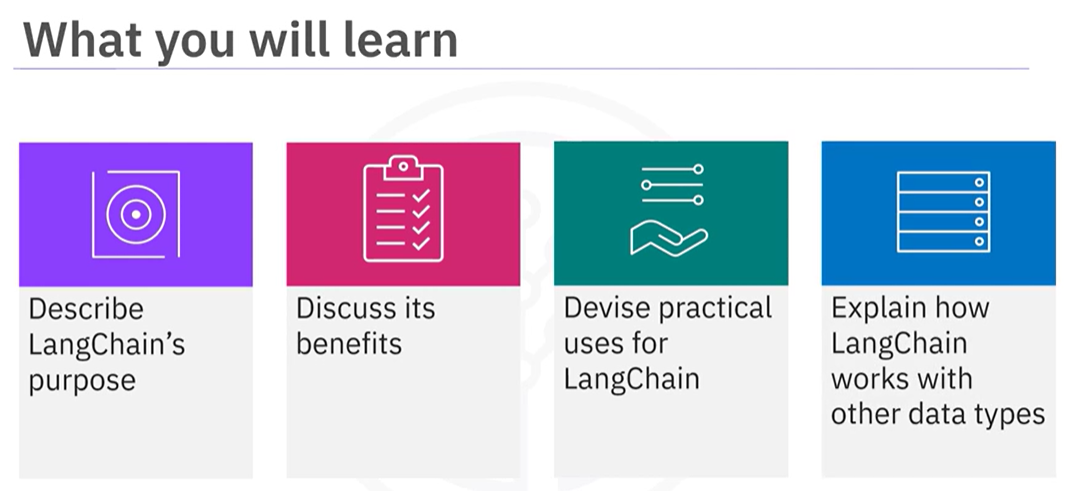 What you will learn
Describe
LangChain’s
purpose
Discuss its
benefits
Devise practical
uses for
LangChain
Explain how
LangChain
works with
other data types